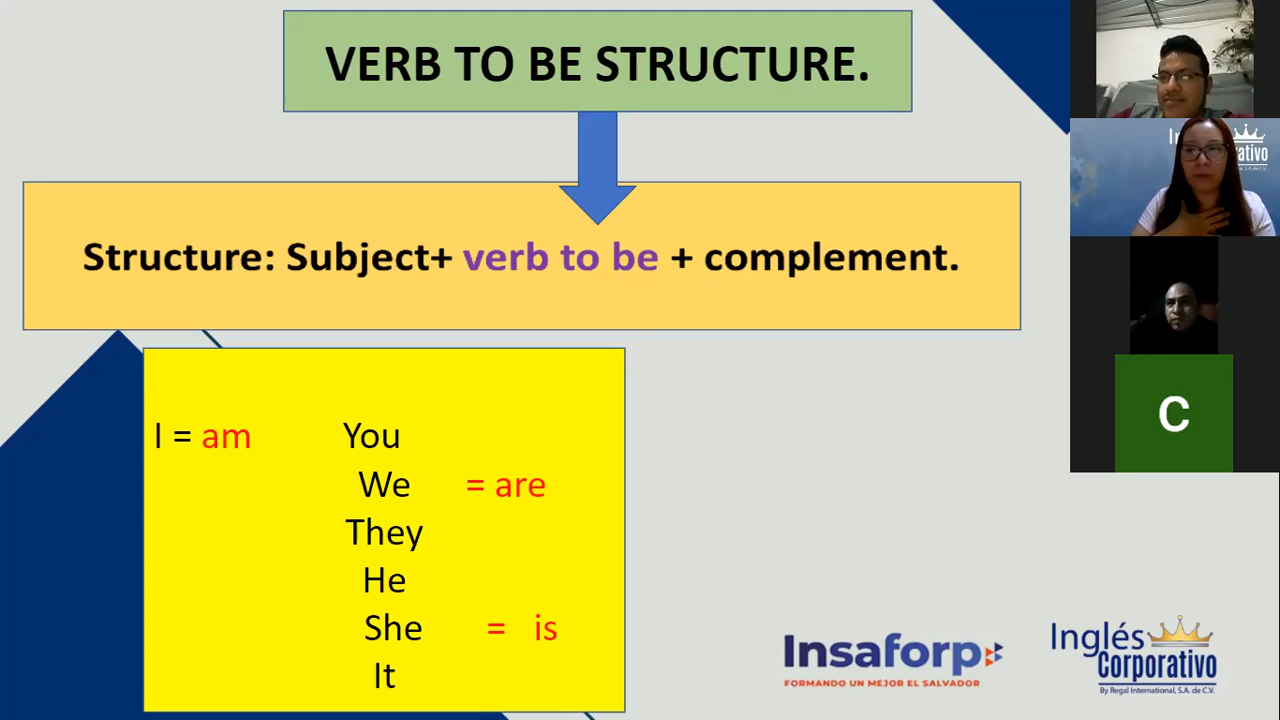 VERB TO BE STRUCTURE.
Structure: Subject+ verb to be + complement.
I = am You
We = are
They
He
She = is
It
Insaforp
FORMANDO UN MEJOR EL SALVADOR
Inglés
Corporativo
By Regal International, S.A. de C.V.
C